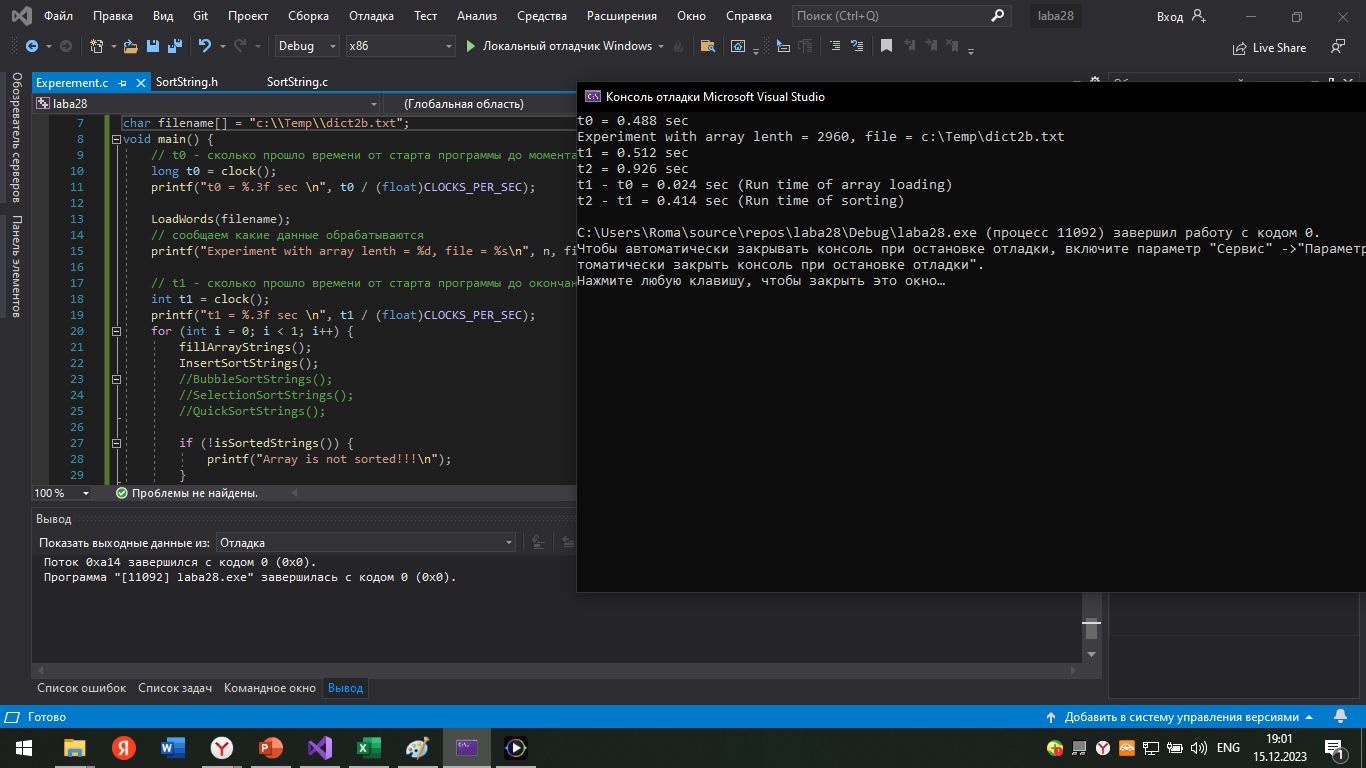 Файл Правка Вид Git Проект Сборка Отладка Тест Анализ Средства Расширения Окно Справка Поиск (Ctrl+Q) laba28 Вход
Debug x86 Локальный отладчик Windows Live Share
Обозреватель серверов
Панель элементов
Experement.c SortString.h SortString.c
laba28 (Глобальная область)
7 char filename[] = "c:\\Temp\\dict2b.txt";
8 void main() {
9 // t0 - сколько прошло времени от старта программы до момента
10 long t0 = clock();
11 printf("t0 = %.3f sec \n", t0 / (float)CLOCKS_PER_SEC);
12
13 LoadWords(filename);
14 // сообщаем какие данные обрабатываются
15 printf("Experiment with array lenth = %d, file = %s\n", n, fi
16
17 // t1 - сколько прошло времени от старта программы до окончан
18 int t1 = clock();
19 printf("t1 = %.3f sec \n", t1 / (float)CLOCKS_PER_SEC);
20 for (int i = 0; i < 1; i++) {
21 fillArrayStrings();
22 InsertSortStrings();
23 //BubbleSortStrings();
24 //SelectionSortStrings();
25 //QuickSortStrings();
26
27 if (!isSortedStrings()) {
28 printf("Array is not sorted!!!\n");
29 }
100 % Проблемы не найдены.
Консоль отладки Microsoft Visual Studio
t0 = 0.488 sec
Experiment with array lenth = 2960, file = c:\Temp\dict2b.txt
t1 = 0.512 sec
t2 = 0.926 sec
t1 - t0 = 0.024 sec (Run time of array loading)
t2 - t1 = 0.414 sec (Run time of sorting)
C:\Users\Roma\source\repos\laba28\Debug\laba28.exe (процесс 11092) завершил работу с кодом 0.
Чтобы автоматически закрывать консоль при остановке отладки, включите параметр "Сервис" ->"Параметр
томатически закрыть консоль при остановке отладки".
Нажмите любую клавишу, чтобы закрыть это окно…
Вывод
Показать выходные данные из: Отладка
Поток 0xa14 завершился с кодом 0 (0x0).
Программа "[11092] laba28.exe" завершилась с кодом 0 (0x0).
Список ошибок Список задач Командное окно Вывод
Готово Добавить в систему управления версиями
ENG 19:01
15.12.2023